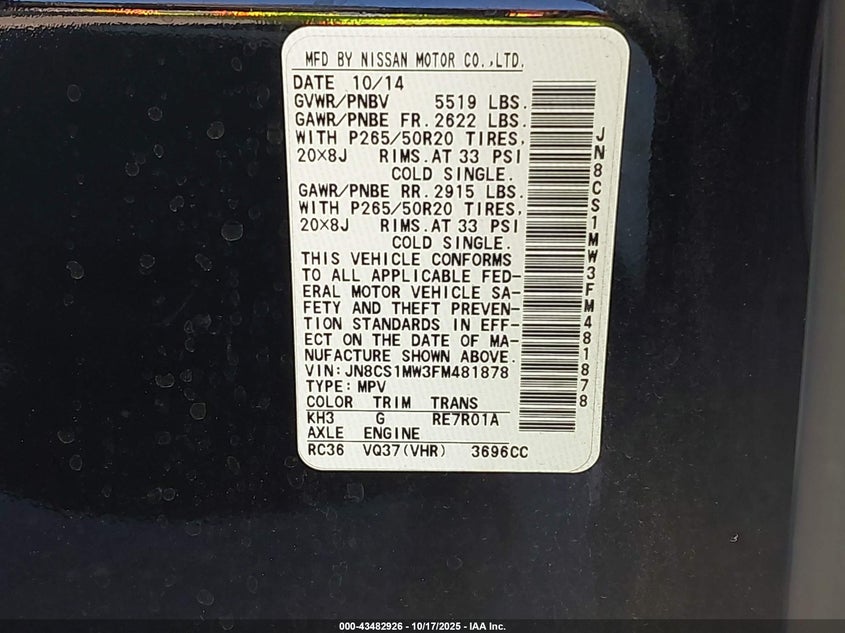 MFD BY NISSAN MOTOR CO.,LTD.
DATE 10/14
GVWR/PNBV 5519 LBS.
GAWR/PNBE FR. 2622 LBS.
WITH P265/50R20 TIRES,
20X8J RIMS.AT 33 PSI
COLD SINGLE.
GAWR/PNBE RR. 2915 LBS.
WITH P265/50R20 TIRES,
20X8J RIMS.AT 33 PSI
COLD SINGLE.
THIS VEHICLE CONFORMS
TO ALL APPLICABLE FED-
ERAL MOTOR VEHICLE SA-
FETY AND THEFT PREVEN-
TION STANDARDS IN EFF-
ECT ON THE DATE OF MA-
NUFACTURE SHOWN ABOVE.
VIN:JN8CS1MW3FM481878
TYPE:MPV
COLOR TRIM TRANS
KH3 G RE7R01A
AXLE ENGINE
RC36 VQ37(VHR) 3696CC
JN8CS1MW3FM481878
000-43482926 - 10/17/2025 - IAA Inc.